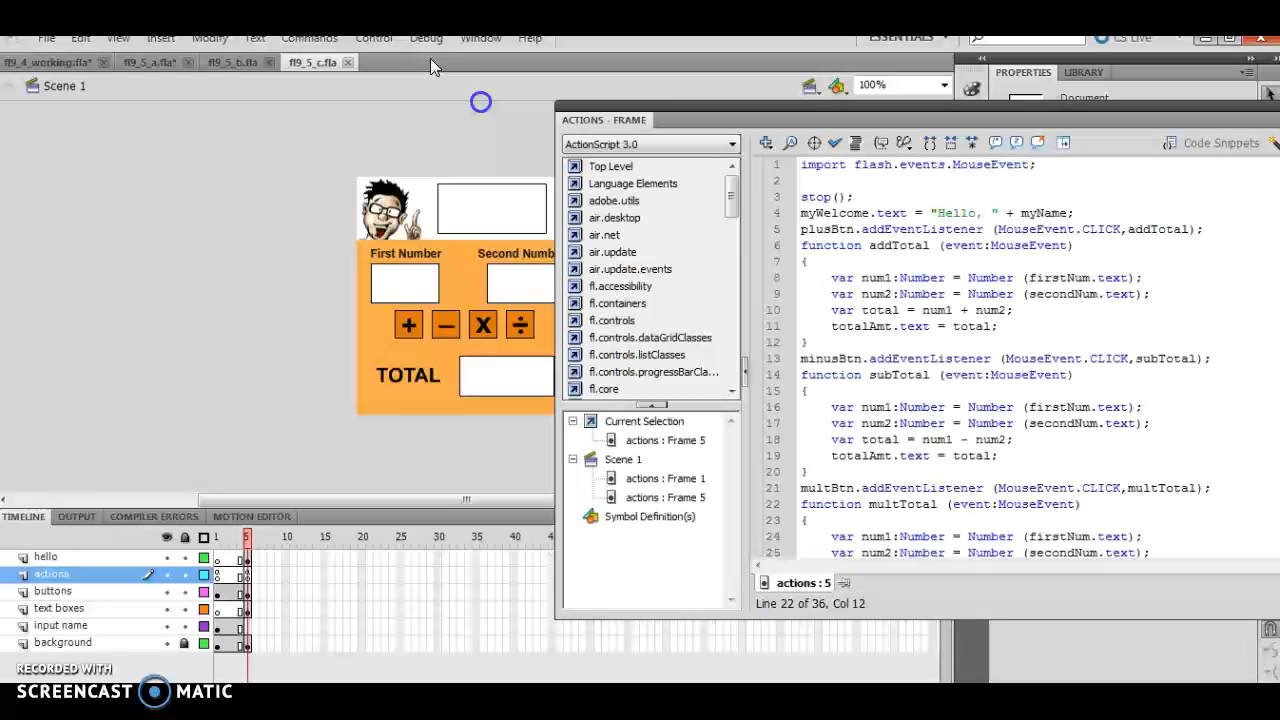 File Edit View Insert Modify Text Commands Control Debug Window Help
ESSENTIALS CS Live
fl9_4_working.fla* fl9_5_a.fla* fl9_5_b.fla fl9_5_c.fla
Scene 1
100%
PROPERTIES LIBRARY
Document
ACTIONS - FRAME
ActionScript 3.0
Code Snippets
Top Level
Language Elements
adobe.utils
air.desktop
air.net
air.update
air.update.events
fl.accessibility
fl.containers
fl.controls
fl.controls.dataGridClasses
fl.controls.listClasses
fl.controls.progressBarCla...
fl.core
Current Selection
actions : Frame 5
Scene 1
actions : Frame 1
actions : Frame 5
Symbol Definition(s)
1 import flash.events.MouseEvent;
2
3 stop();
4 myWelcome.text = "Hello, " + myName;
5 plusBtn.addEventListener (MouseEvent.CLICK,addTotal);
6 function addTotal (event:MouseEvent)
7 {
8 var num1:Number = Number (firstNum.text);
9 var num2:Number = Number (secondNum.text);
10 var total = num1 + num2;
11 totalAmt.text = total;
12 }
13 minusBtn.addEventListener (MouseEvent.CLICK,subTotal);
14 function subTotal (event:MouseEvent)
15 {
16 var num1:Number = Number (firstNum.text);
17 var num2:Number = Number (secondNum.text);
18 var total = num1 - num2;
19 totalAmt.text = total;
20 }
21 multBtn.addEventListener (MouseEvent.CLICK,multTotal);
22 function multTotal (event:MouseEvent)
23 {
24 var num1:Number = Number (firstNum.text);
25 var num2:Number = Number (secondNum.text);
actions : 5
Line 22 of 36, Col 12
First Number Second Numb
+ − X ÷
TOTAL
TIMELINE OUTPUT COMPILER ERRORS MOTION EDITOR
1 5 10 15 20 25 30 35 40 45
hello
actions
buttons
text boxes
input name
background
RECORDED WITH
SCREENCAST MATIC